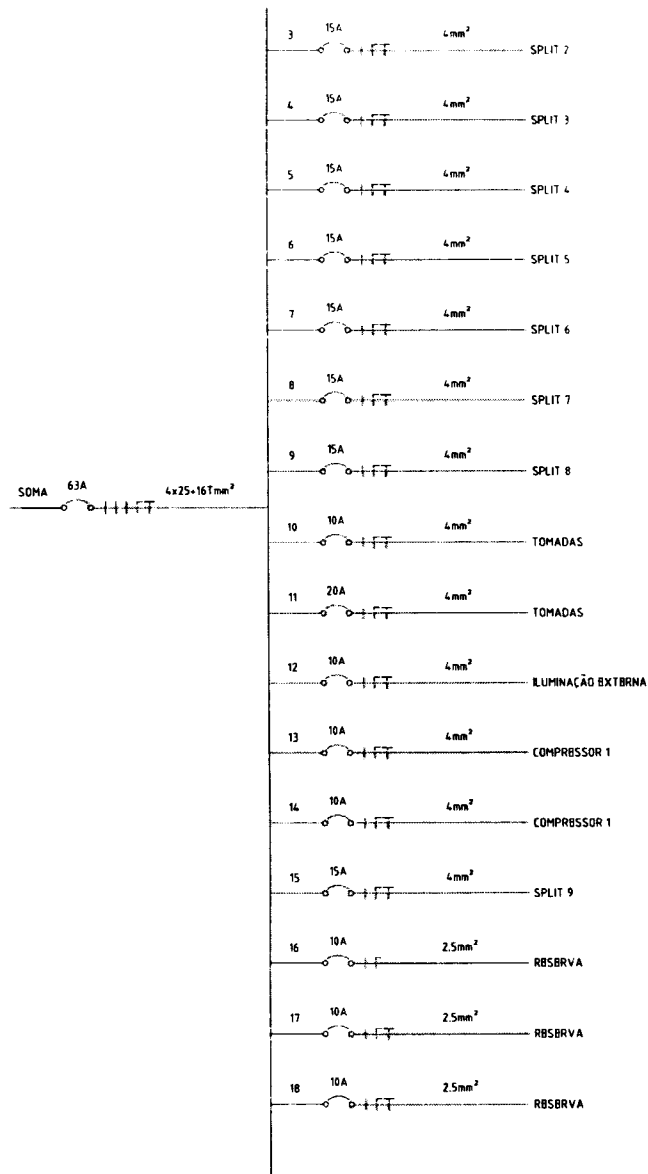 3 15A 4mm² SPLIT 2
4 15A 4mm² SPLIT 3
5 15A 4mm² SPLIT 4
6 15A 4mm² SPLIT 5
7 15A 4mm² SPLIT 6
8 15A 4mm² SPLIT 7
9 15A 4mm² SPLIT 8
SOMA 63A 4x25+16Tmm²
10 10A 4mm² TOMADAS
11 20A 4mm² TOMADAS
12 10A 4mm² ILUMINAÇÃO BXTBRNA
13 10A 4mm² COMPRBSSOR 1
14 10A 4mm² COMPRBSSOR 1
15 15A 4mm² SPLIT 9
16 10A 2.5mm² RBSBRVA
17 10A 2.5mm² RBSBRVA
18 10A 2.5mm² RBSBRVA